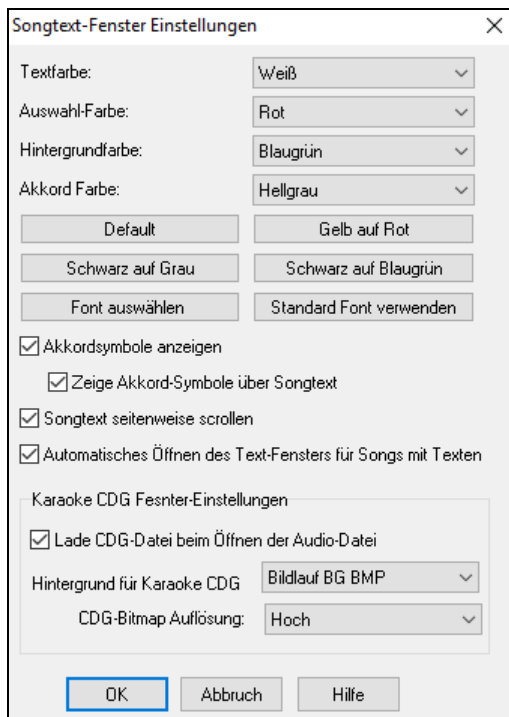 Songtext-Fenster Einstellungen
Textfarbe: Weiß
Auswahl-Farbe: Rot
Hintergrundfarbe: Blaugrün
Akkord Farbe: Hellgrau
Default Gelb auf Rot
Schwarz auf Grau Schwarz auf Blaugrün
Font auswählen Standard Font verwenden
Akkordsymbole anzeigen
Zeige Akkord-Symbole über Songtext
Songtext seitenweise scrollen
Automatisches Öffnen des Text-Fensters für Songs mit Texten
Karaoke CDG Fesnter-Einstellungen
Lade CDG-Datei beim Öffnen der Audio-Datei
Hintergrund für Karaoke CDG Bildlauf BG BMP
CDG-Bitmap Auflösung: Hoch
OK Abbruch Hilfe